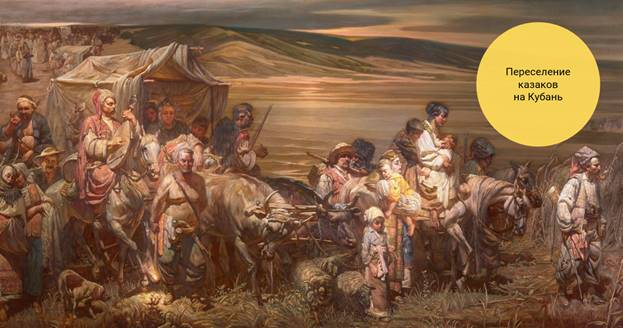 Переселение
казаков
на Кубань